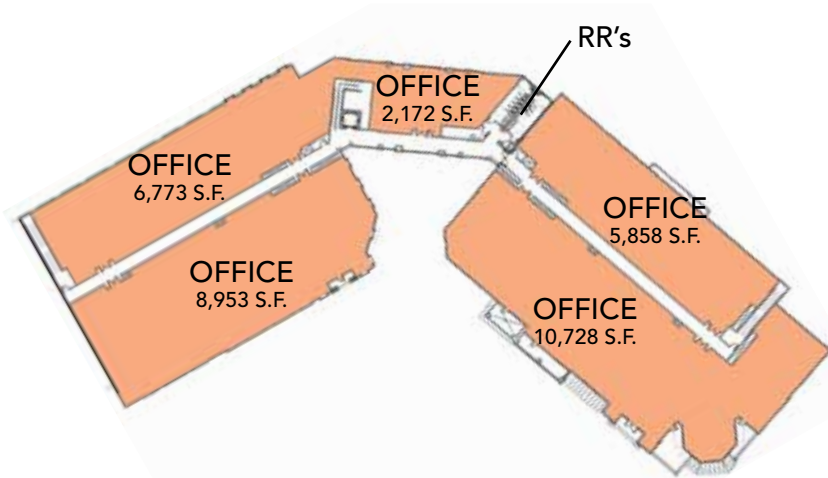 RR's
OFFICE
2,172 S.F.
OFFICE
6,773 S.F.
OFFICE
5,858 S.F.
OFFICE
8,953 S.F.
OFFICE
10,728 S.F.